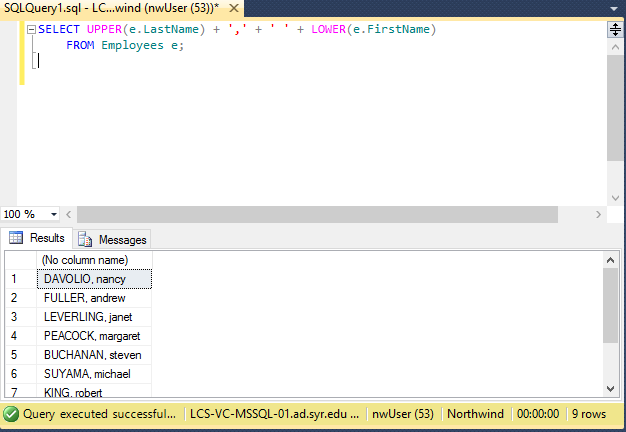 SQLQuery1.sql - LC...wind (nwUser (53))*
SELECT UPPER(e.LastName) + ',' + ' ' + LOWER(e.FirstName)
FROM Employees e;
100 %
Results Messages
(No column name)
1 DAVOLIO, nancy
2 FULLER, andrew
3 LEVERLING, janet
4 PEACOCK, margaret
5 BUCHANAN, steven
6 SUYAMA, michael
7 KING, robert
Query executed successful... LCS-VC-MSSQL-01.ad.syr.edu ... nwUser (53) Northwind 00:00:00 9 rows